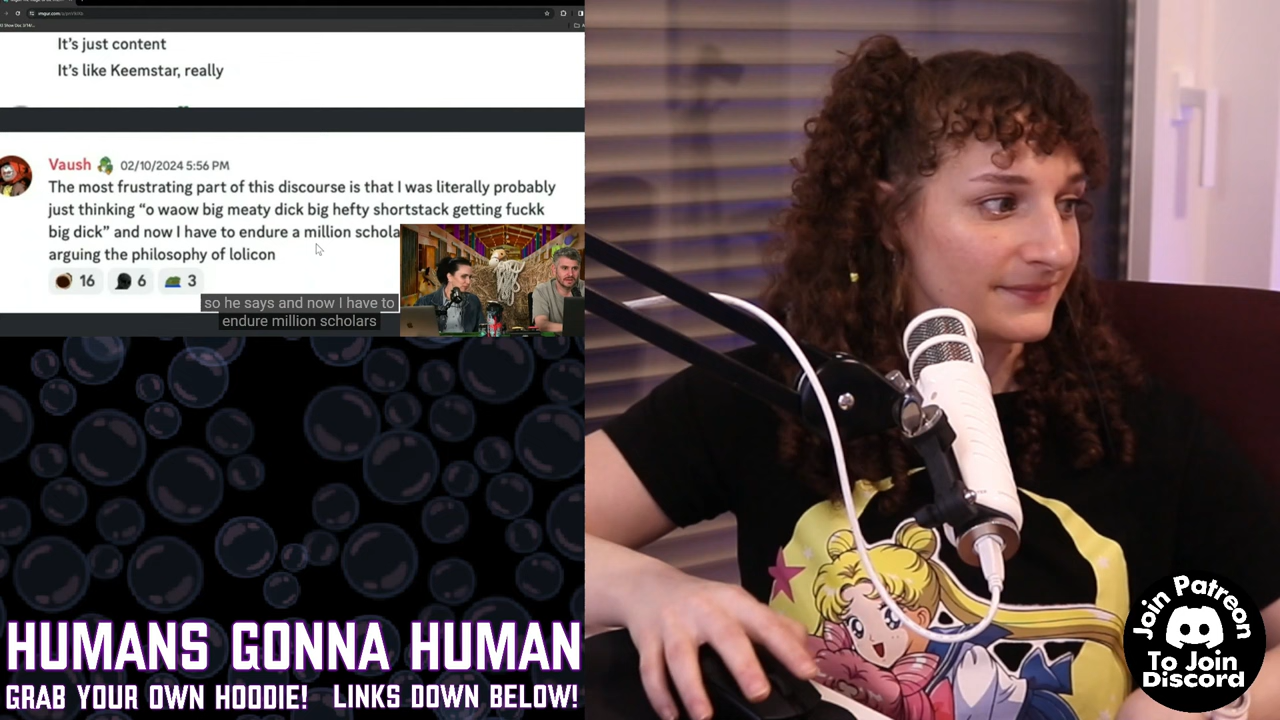 It's just content
It's like Keemstar, really
Vaush 02/10/2024 5:56 PM
The most frustrating part of this discourse is that I was literally probably
just thinking “o waow big meaty dick big hefty shortstack getting fuckk
big dick” and now I have to endure a million schola
arguing the philosophy of lolicon
16 6 3
so he says and now I have to
endure million scholars
HUMANS GONNA HUMAN
GRAB YOUR OWN HOODIE! LINKS DOWN BELOW!
Join Patreon
To Join
Discord